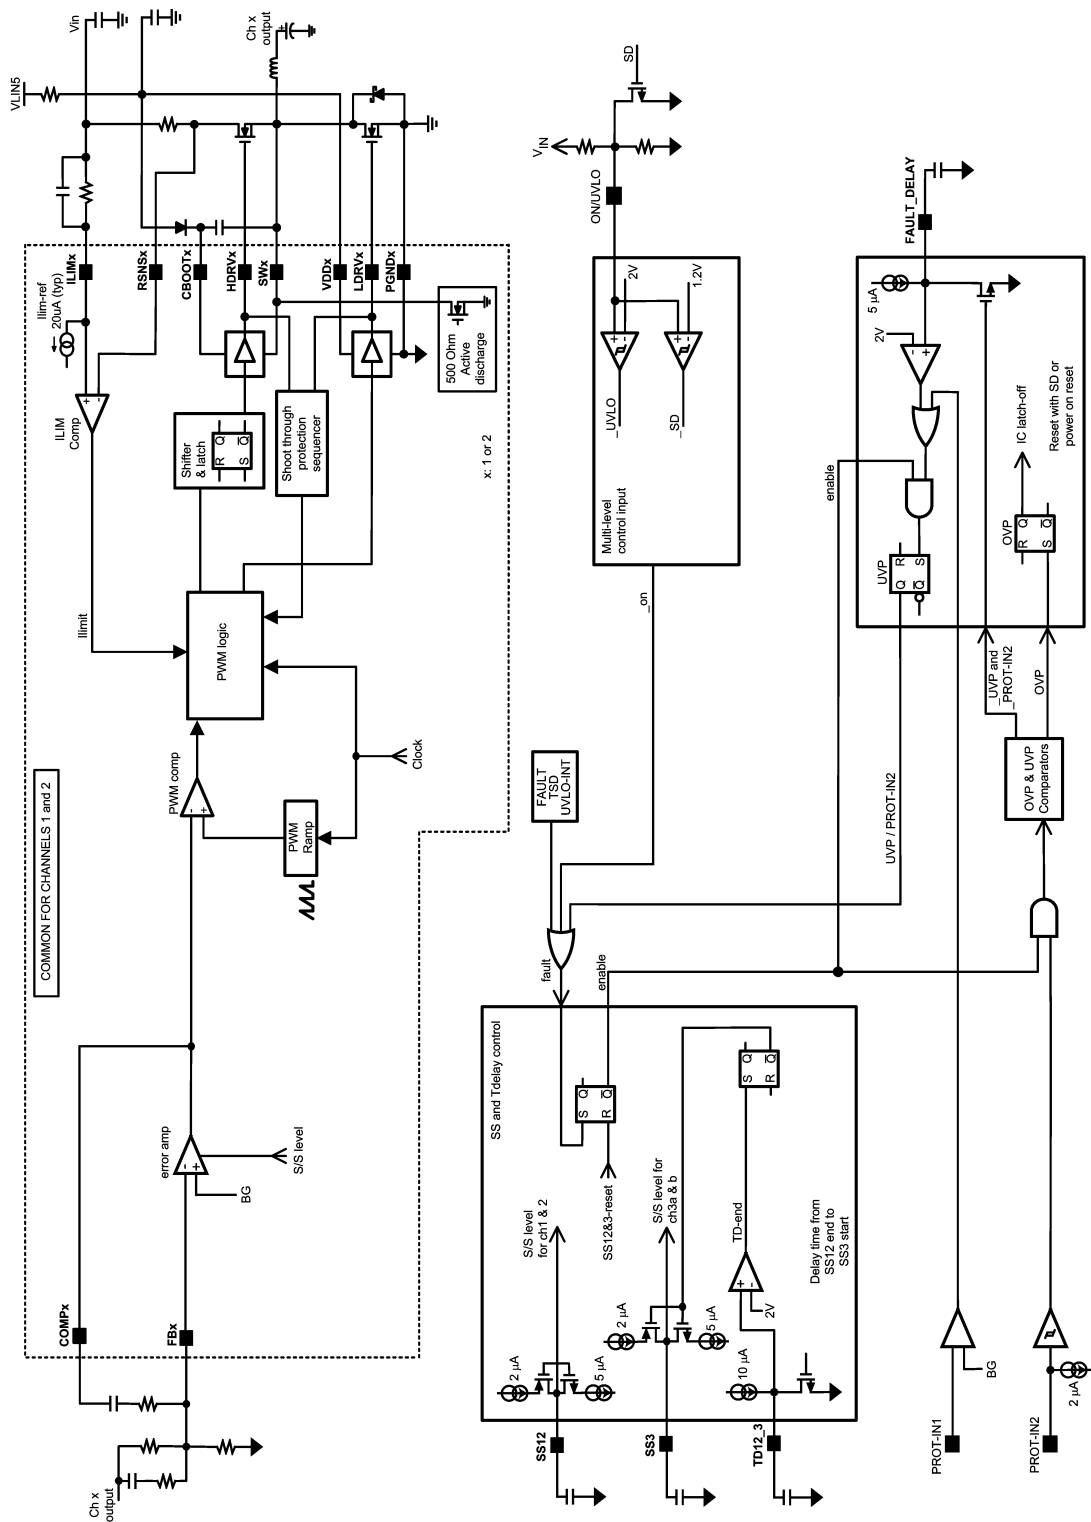 Vin
VLIN5
Ch x
output
ILIMx
RSNSx
CBOOTx
HDRVx
SWx
VDDx
LDRVx
PGNDx
Ilim-ref
20uA (typ)
ILIM
Comp
500 Ohm
Active
discharge
Shifter
& latch
R Q
S Q
Shoot through
protection
sequencer
x: 1 or 2
Ilimit
PWM logic
PWM comp
Clock
PWM
Ramp
COMMON FOR CHANNELS 1 and 2
error amp
S/S level
BG
COMPx
FBx
Ch x
output
SD
VIN
ON/UVLO
2V
1.2V
_UVLO
_SD
Multi-level
control input
_on
FAULT
TSD
UVLO-INT
fault
enable
SS and Tdelay control
S Q
R Q
SS12&3-reset
S/S level
for ch1 & 2
S/S level for
ch3a & b
S Q
R Q
TD-end
Delay time from
SS12 end to
SS3 start
2 µA
5 µA
2 µA
5 µA
10 µA
2V
SS12
SS3
TD12_3
FAULT_DELAY
5 µA
2V
enable
UVP
Q R
Q S
OVP
R Q
S Q
IC latch-off
Reset with SD or
power on reset
_UVP and
_PROT-IN2
OVP
OVP & UVP
Comparators
UVP / PROT-IN2
BG
2 µA
PROT-IN1
PROT-IN2